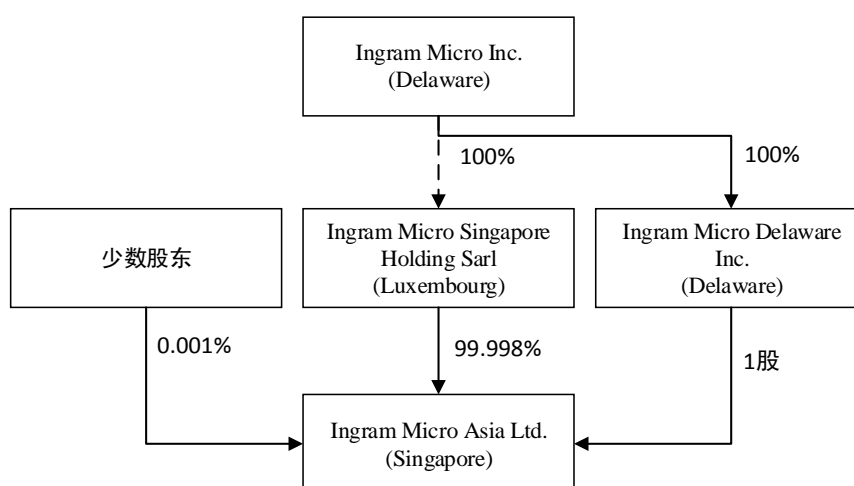 Ingram Micro Inc.
(Delaware)
100%
100%
少数股东
Ingram Micro Singapore
Holding Sarl
(Luxembourg)
Ingram Micro Delaware
Inc.
(Delaware)
0.001%
99.998%
1股
Ingram Micro Asia Ltd.
(Singapore)